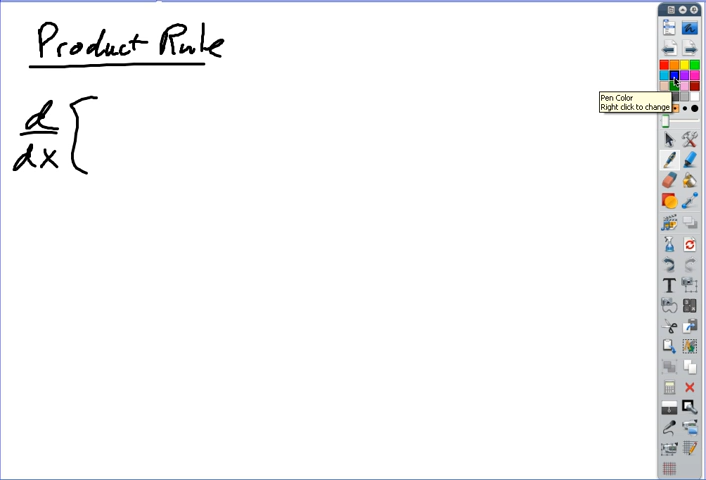 Product Rule
d
dx [
Pen Color
Right click to change
T